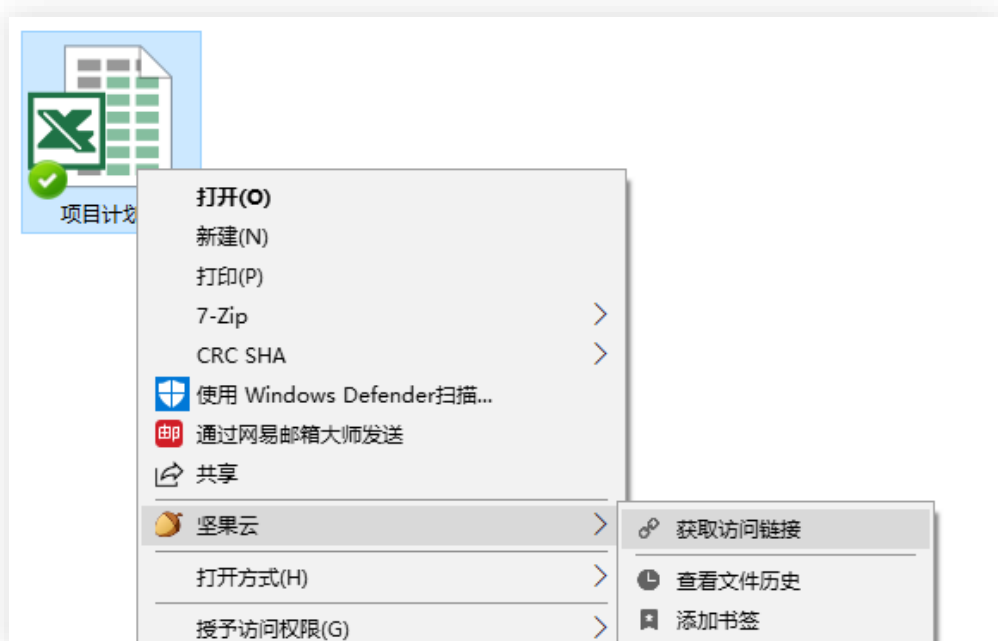 项目计划
打开(O)
新建(N)
打印(P)
7-Zip
CRC SHA
使用 Windows Defender扫描...
邮 通过网易邮箱大师发送
共享
坚果云
获取访问链接
打开方式(H)
查看文件历史
添加书签
授予访问权限(G)